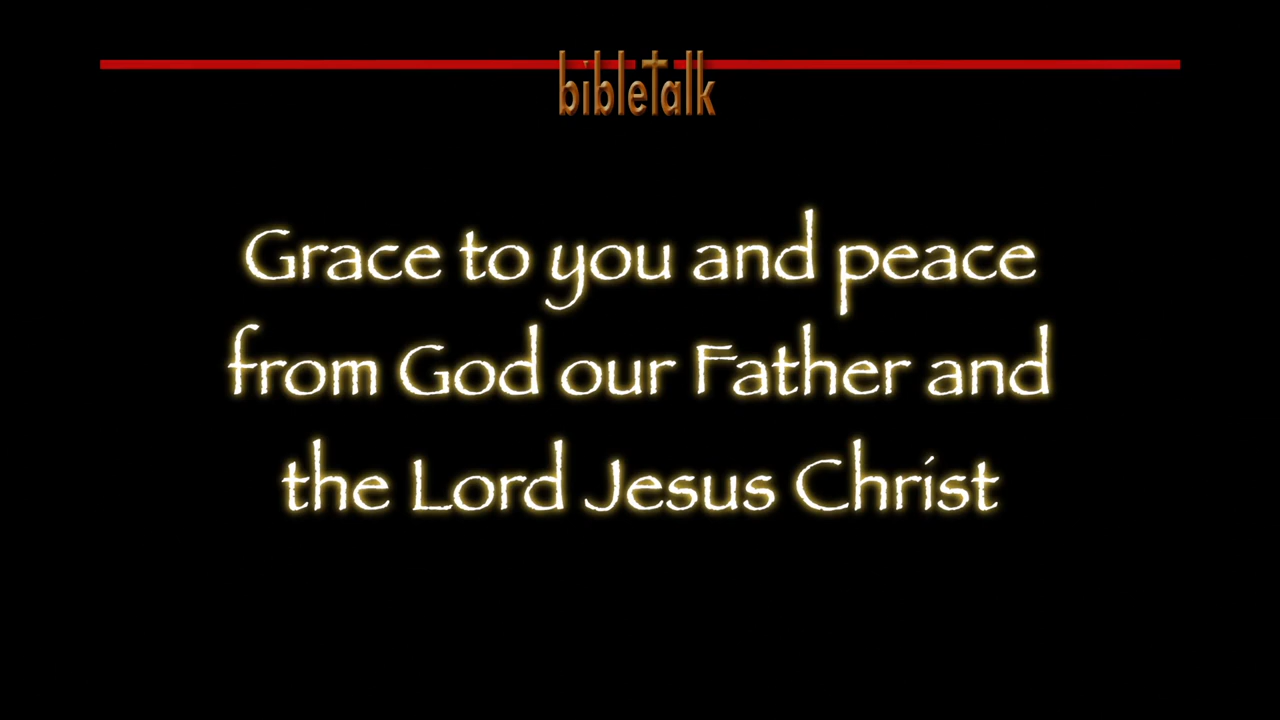 bibleTalk
Grace to you and peace
from God our Father and
the Lord Jesus Christ